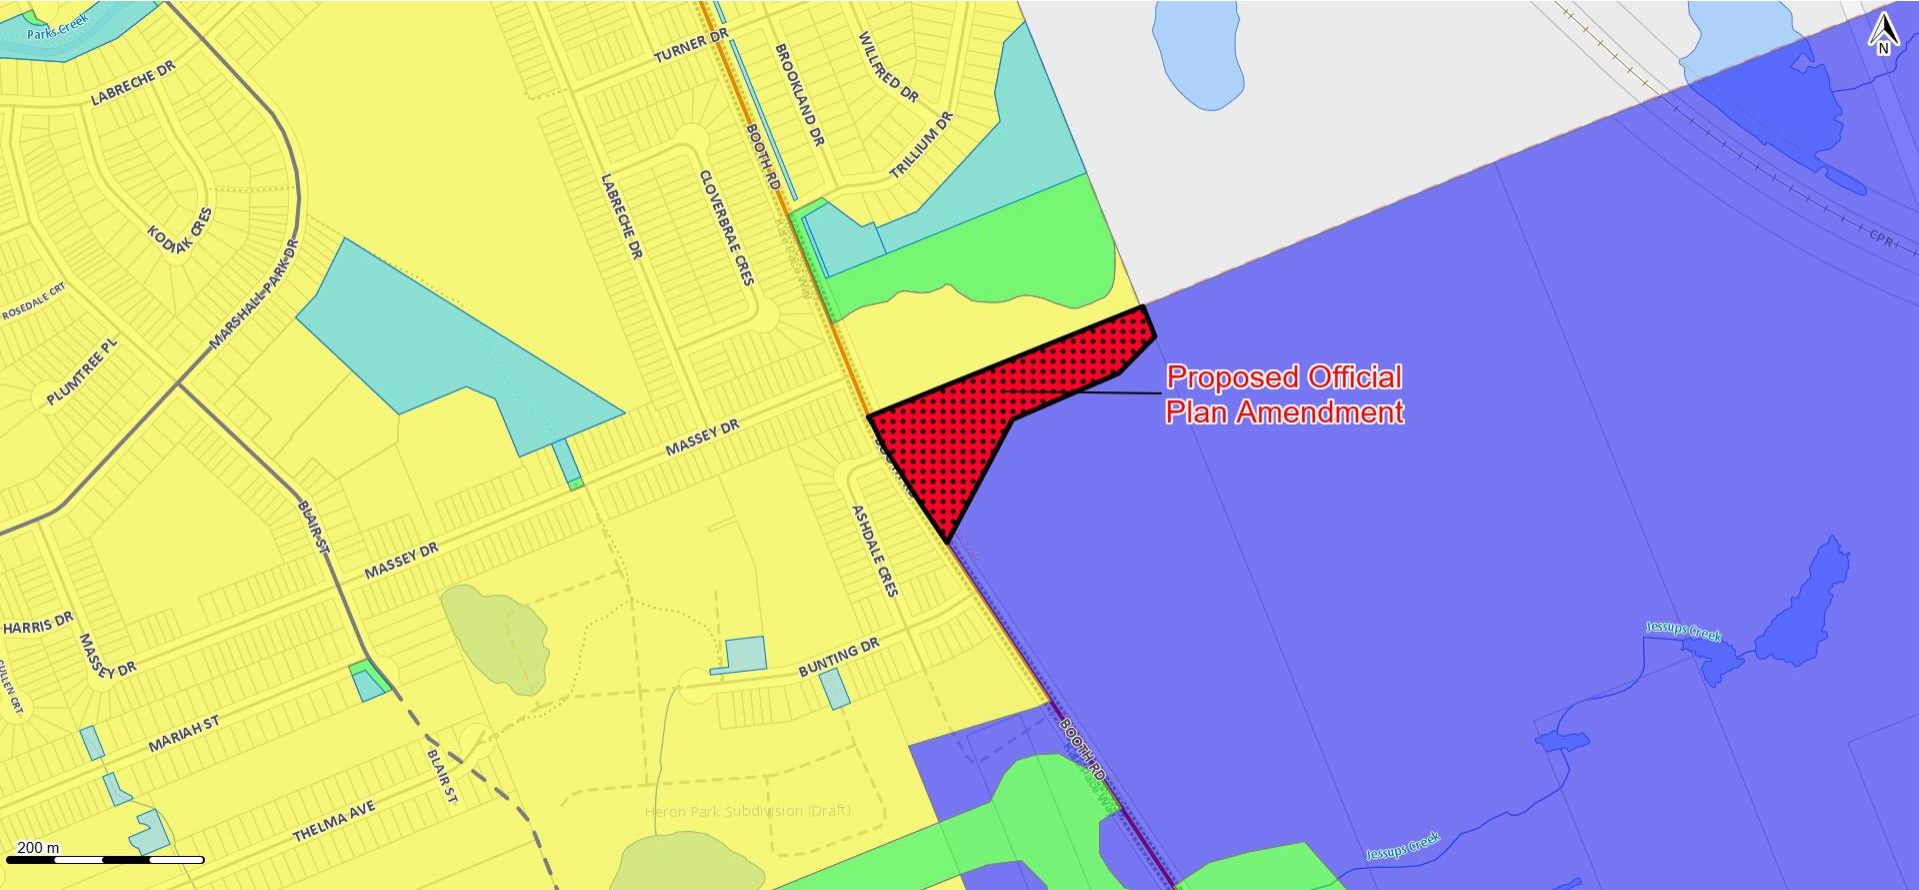 Parks Creek
N
LABRECHE DR
TURNER DR
BROOKLAND DR
WILFRED DR
TRILLIUM DR
BOOTH RD
LABRECHE DR
CLOVERBRAE CRES
KODIAK CRES
MARSHALL PARK DR
CPR
ROSEDALE CRT
PLUMTREE PL
Proposed Official
Plan Amendment
MASSEY DR
BLAIR ST
ASHDALE CRES
MASSEY DR
HARRIS DR
MASSEY DR
BUNTING DR
Jessups Creek
MARIAH ST
BLAIR ST
BOOTH RD
THELMA AVE
Heron Park Subdivision (Draft)
Jessups Creek
200 m